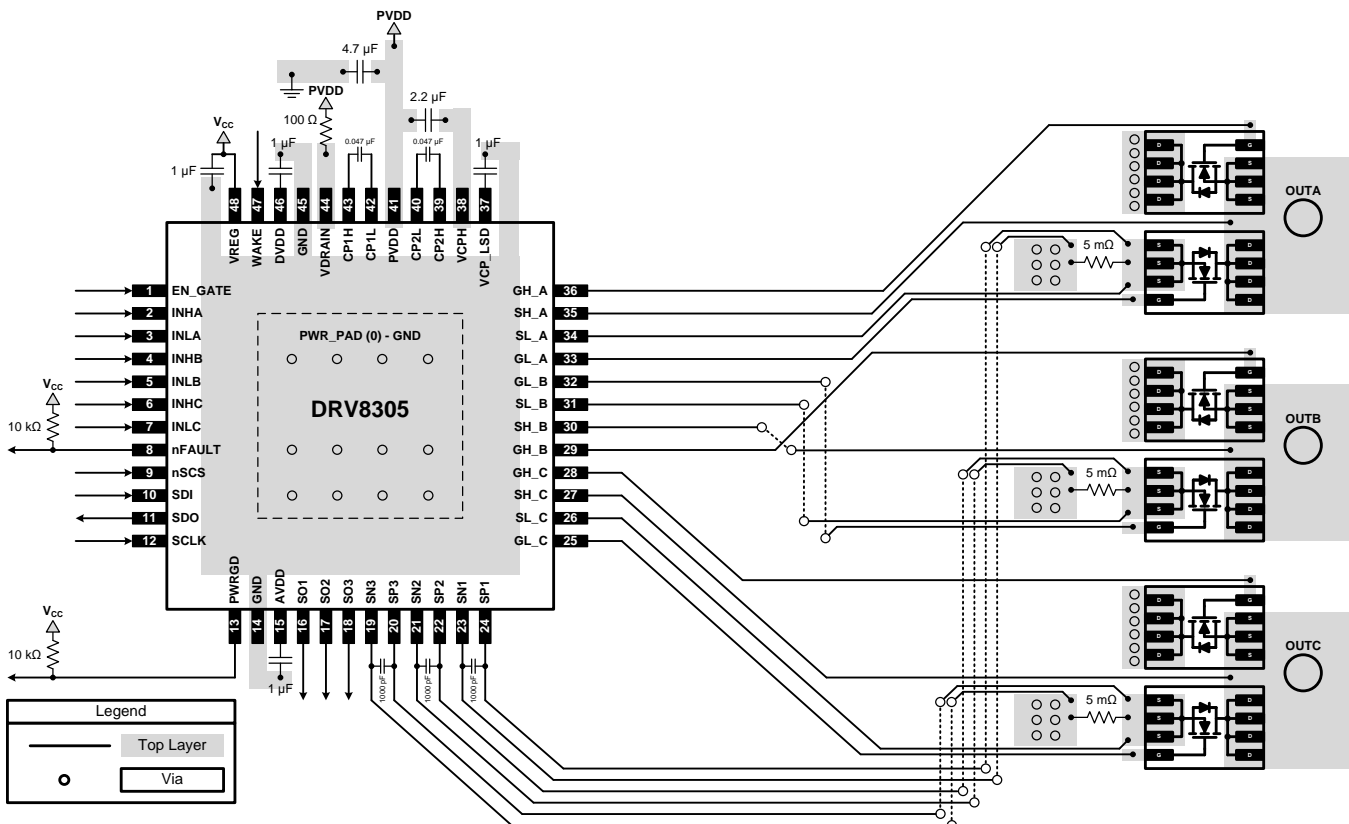 PVDD
4.7 µF
PVDD
2.2 µF
100 Ω
VCC
1 µF
1 µF
0.047 µF
0.047 µF
1 µF
48 47 46 45 44 43 42 41 40 39 38 37
VREG WAKE DVDD GND VDRAIN CP1H CP1L PVDD CP2L CP2H VCPH VCP_LSD
1 EN_GATE
2 INHA
3 INLA
4 INHB
5 INLB
6 INHC
7 INLC
8 nFAULT
9 nSCS
10 SDI
11 SDO
12 SCLK
VCC
10 kΩ
PWR_PAD (0) - GND
DRV8305
GH_A 36
SH_A 35
SL_A 34
GL_A 33
GL_B 32
SL_B 31
SH_B 30
GH_B 29
GH_C 28
SH_C 27
SL_C 26
GL_C 25
PWRGD GND AVDD SO1 SO2 SO3 SN3 SP3 SN2 SP2 SN1 SP1
13 14 15 16 17 18 19 20 21 22 23 24
VCC
10 kΩ
1 µF
1000 pF
1000 pF
1000 pF
D G
D S
D S
D S
OUTA
5 mΩ
S D
S D
S D
G D
D G
D S
D S
D S
OUTB
5 mΩ
S D
S D
S D
G D
D G
D S
D S
D S
OUTC
5 mΩ
S D
S D
S D
G D
Legend
Top Layer
Via